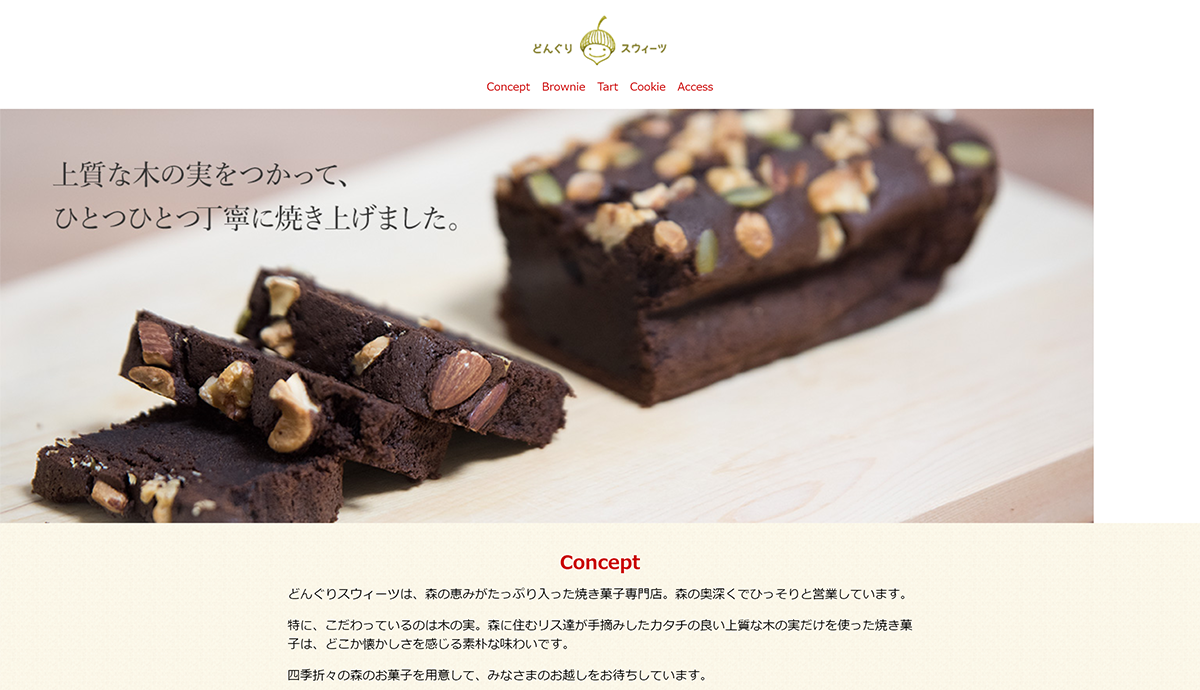 どんぐり スウィーツ
Concept Brownie Tart Cookie Access
上質な木の実をつかって、
ひとつひとつ丁寧に焼き上げました。
Concept
どんぐりスウィーツは、森の恵みがたっぷり入った焼き菓子専門店。森の奥深くでひっそりと営業しています。
特に、こだわっているのは木の実。森に住むリス達が手摘みしたカタチの良い上質な木の実だけを使った焼き菓
子は、どこか懐かしさを感じる素朴な味わいです。
四季折々の森のお菓子を用意して、みなさまのお越しをお待ちしています。